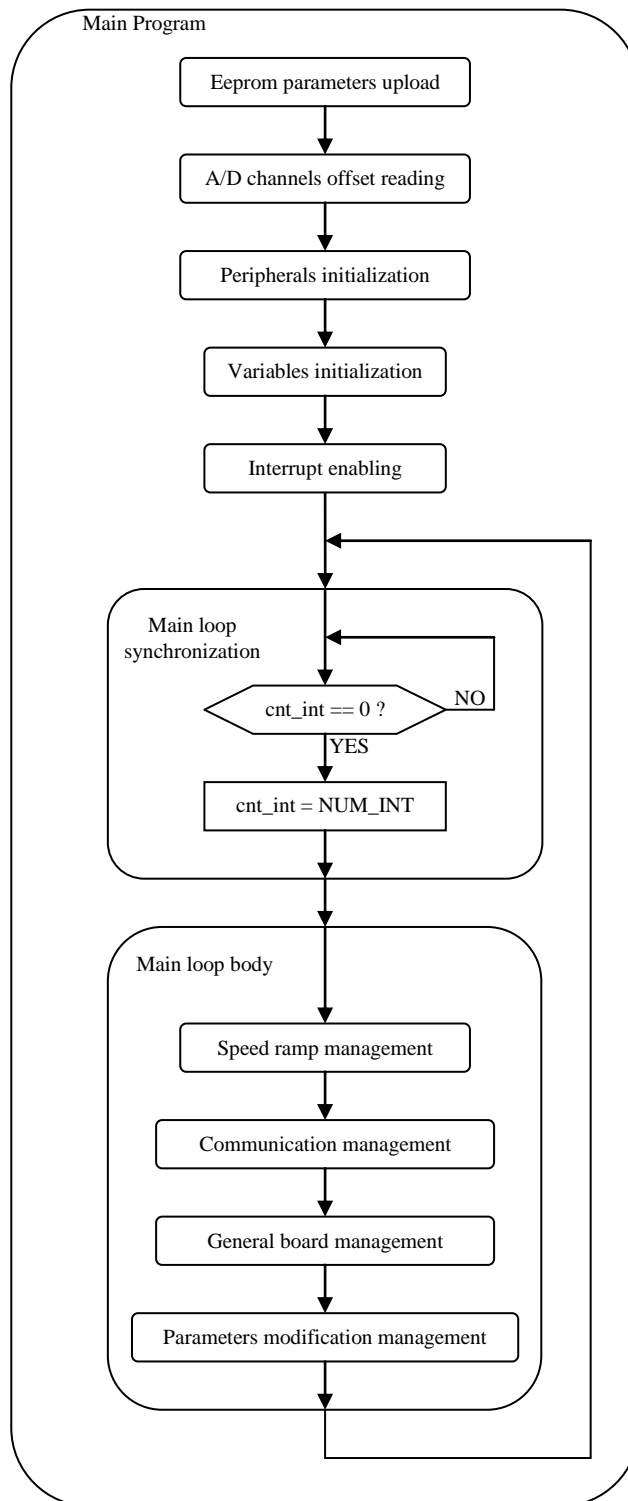 Main Program
Eeprom parameters upload
A/D channels offset reading
Peripherals initialization
Variables initialization
Interrupt enabling
Main loop
synchronization
cnt_int == 0 ?
NO
YES
cnt_int = NUM_INT
Main loop body
Speed ramp management
Communication management
General board management
Parameters modification management